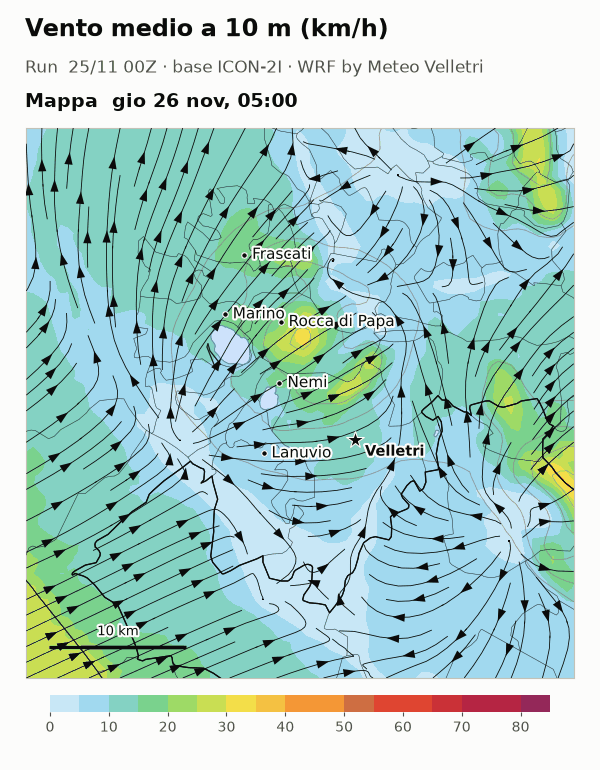 Vento medio a 10 m (km/h)
Run  25/11 00Z · base ICON-2I · WRF by Meteo Velletri
Mappa  gio 26 nov, 05:00
Frascati
Marino
Rocca di Papa
Nemi
Velletri
Lanuvio
10 km
0 10 20 30 40 50 60 70 80